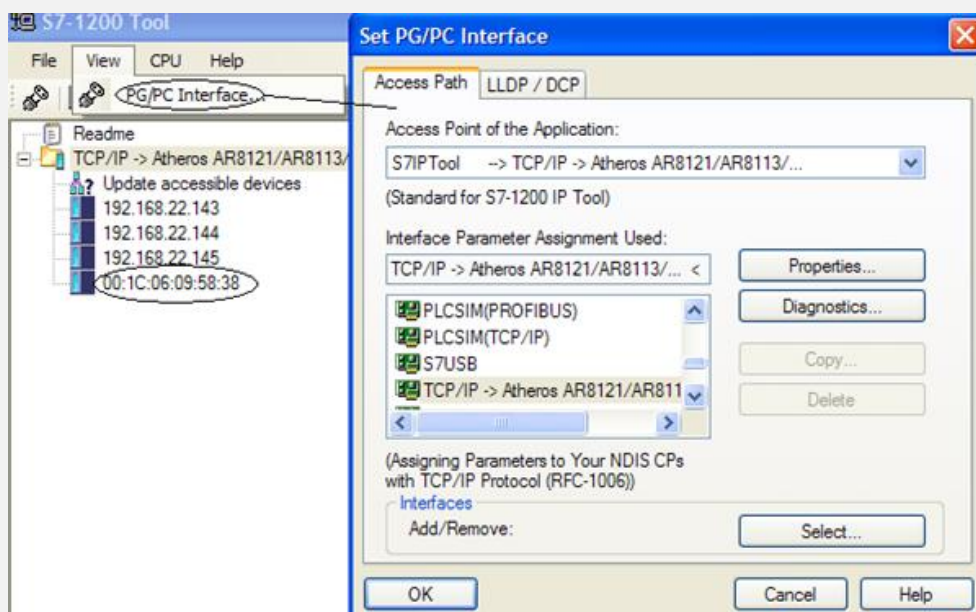 S7-1200 Tool
File View CPU Help
PG/PC Interface...
Readme
TCP/IP -> Atheros AR8121/AR8113/
Update accessible devices
192.168.22.143
192.168.22.144
192.168.22.145
00:1C:06:09:58:38
Set PG/PC Interface
Access Path LLDP / DCP
Access Point of the Application:
S7IPTool --> TCP/IP -> Atheros AR8121/AR8113/...
(Standard for S7-1200 IP Tool)
Interface Parameter Assignment Used:
TCP/IP -> Atheros AR8121/AR8113/... <
Properties...
Diagnostics...
PLCSIM(PROFIBUS)
PLCSIM(TCP/IP)
S7USB
TCP/IP -> Atheros AR8121/AR811
Copy...
Delete
(Assigning Parameters to Your NDIS CPs
with TCP/IP Protocol (RFC-1006))
Interfaces
Add/Remove:
Select...
OK Cancel Help